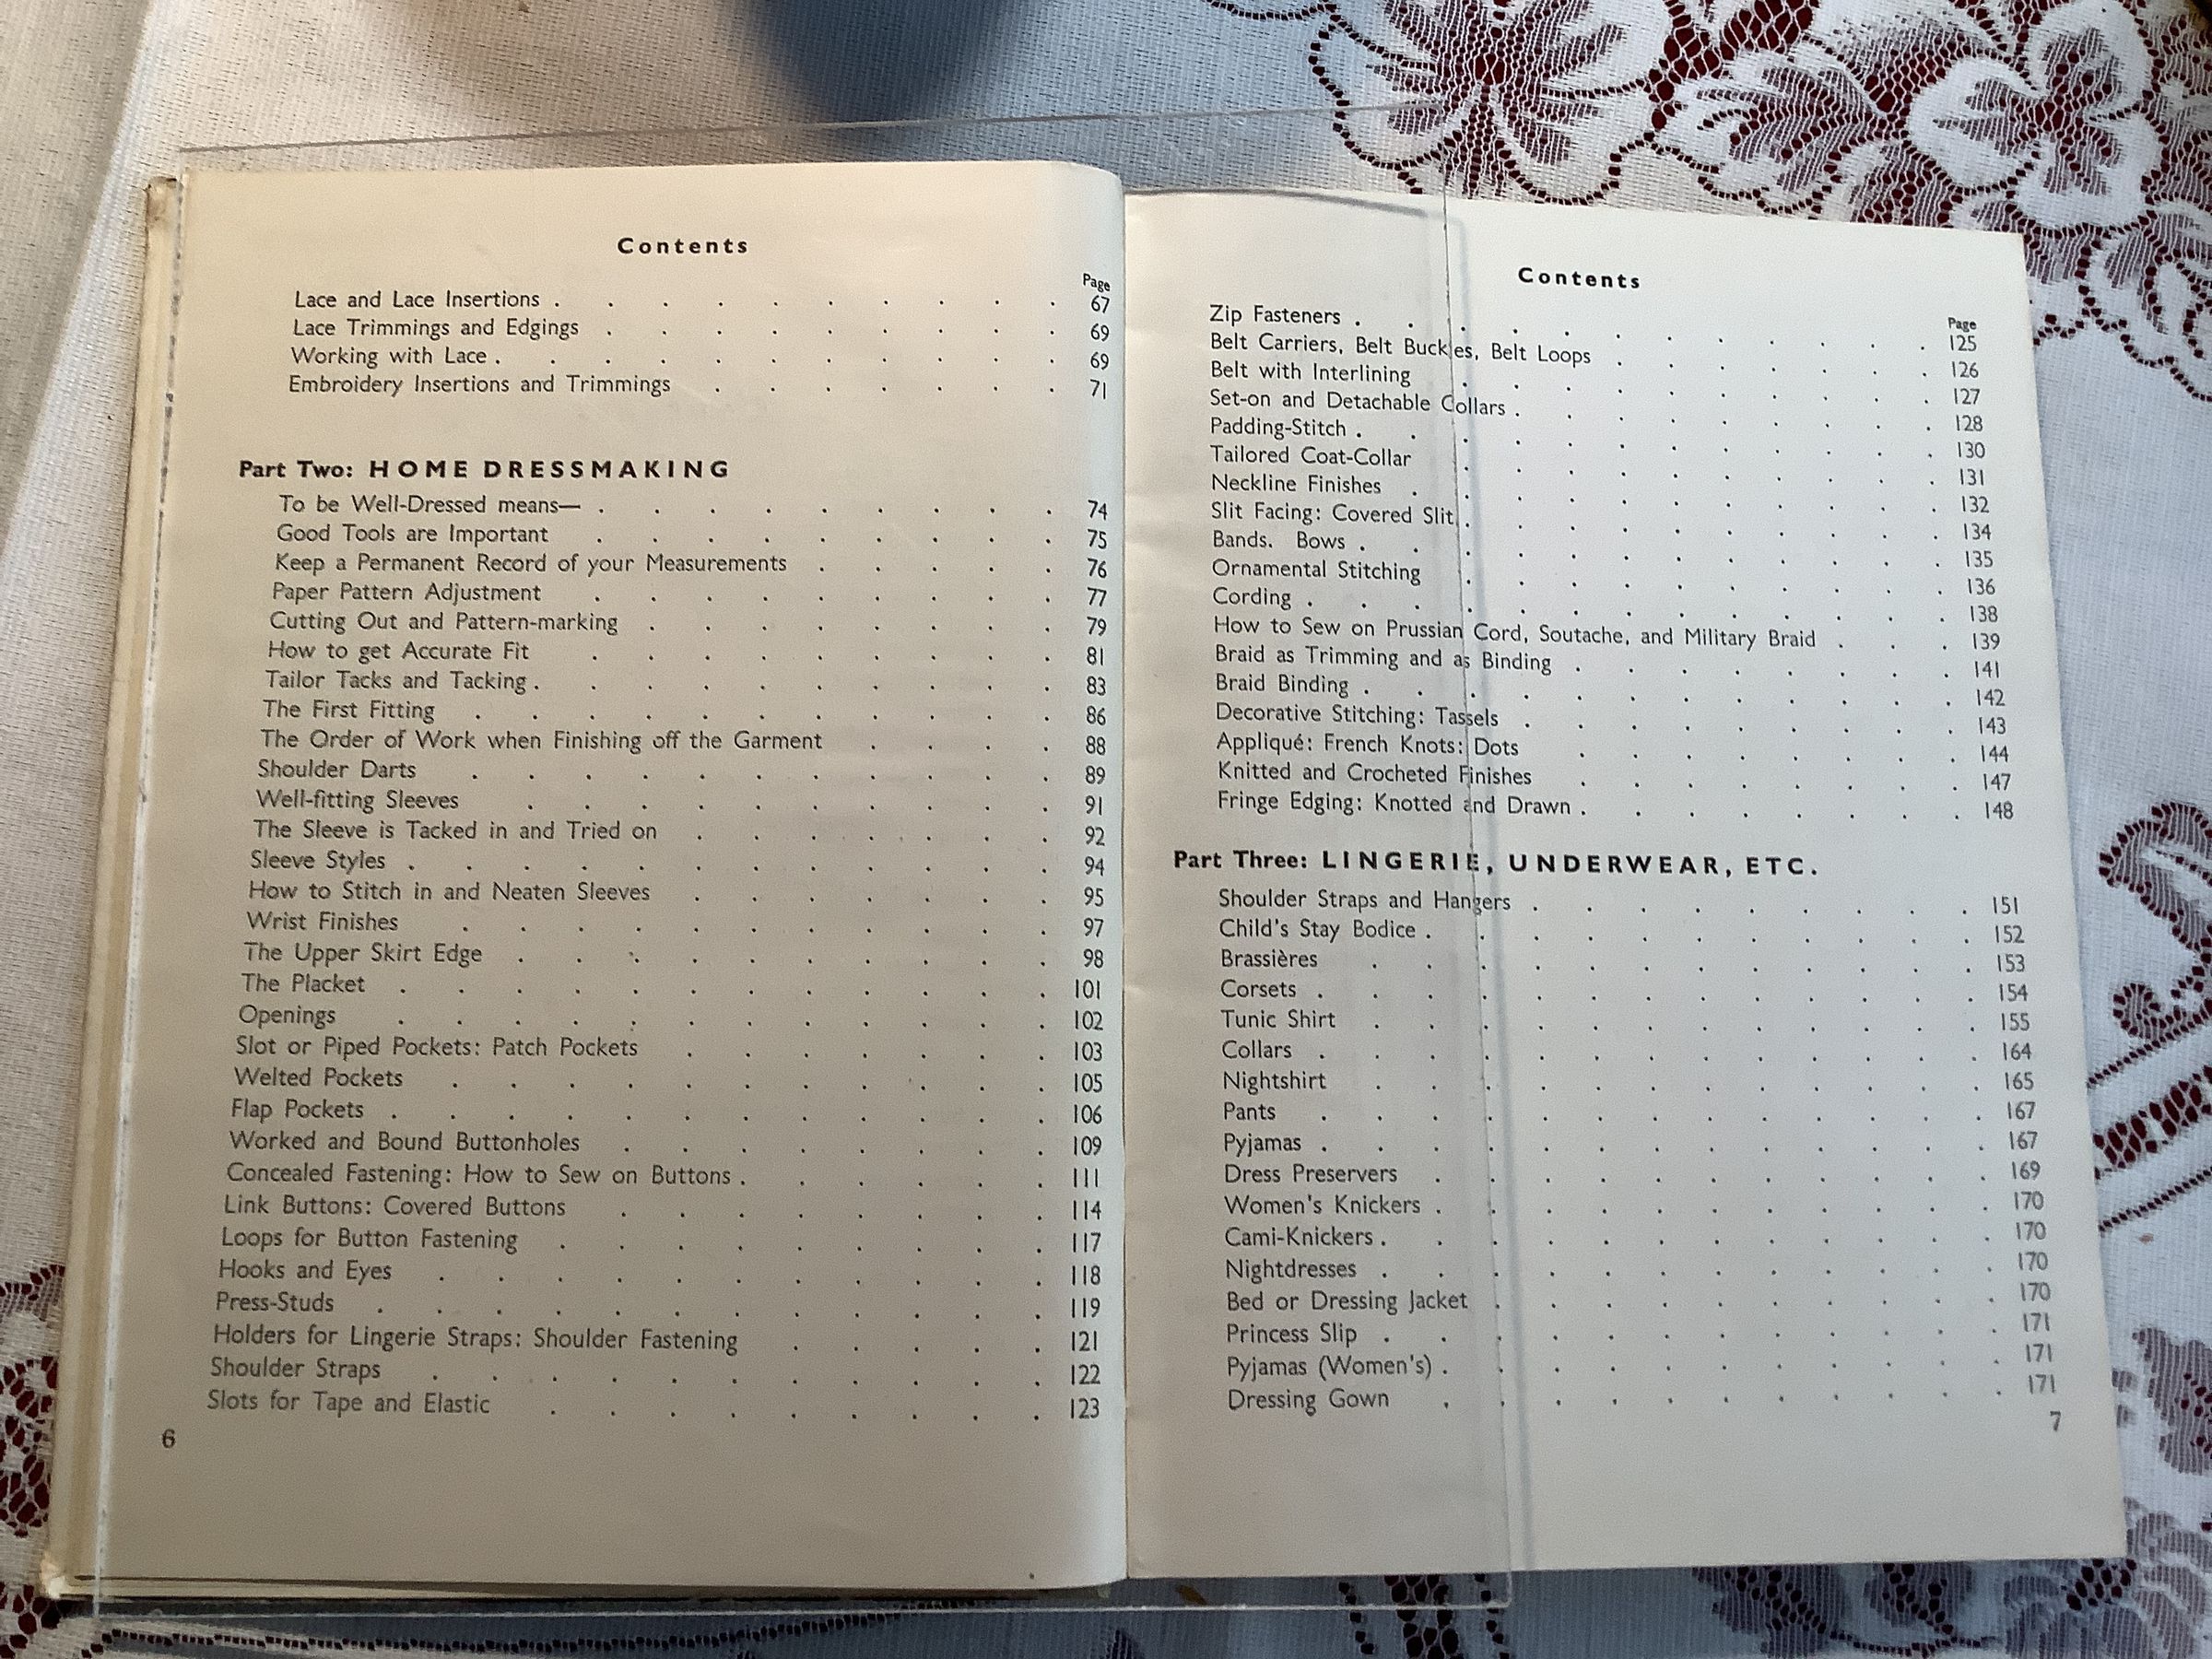 Contents
Page
Lace and Lace Insertions . . . . . . . . . . 67
Lace Trimmings and Edgings . . . . . . . . . 69
Working with Lace . . . . . . . . . . . 69
Embroidery Insertions and Trimmings . . . . . . . 71
Part Two: HOME DRESSMAKING
To be Well-Dressed means— . . . . . . . . . 74
Good Tools are Important . . . . . . . . . 75
Keep a Permanent Record of your Measurements . . . . . 76
Paper Pattern Adjustment . . . . . . . . . 77
Cutting Out and Pattern-marking . . . . . . . . 79
How to get Accurate Fit . . . . . . . . . 81
Tailor Tacks and Tacking . . . . . . . . . . 83
The First Fitting . . . . . . . . . . . 86
The Order of Work when Finishing off the Garment . . . . 88
Shoulder Darts . . . . . . . . . . . 89
Well-fitting Sleeves . . . . . . . . . . 91
The Sleeve is Tacked in and Tried on . . . . . . . 92
Sleeve Styles . . . . . . . . . . . . 94
How to Stitch in and Neaten Sleeves . . . . . . . 95
Wrist Finishes . . . . . . . . . . . 97
The Upper Skirt Edge . . . . . . . . . . 98
The Placket . . . . . . . . . . . . 101
Openings . . . . . . . . . . . . 102
Slot or Piped Pockets: Patch Pockets . . . . . . . 103
Welted Pockets . . . . . . . . . . . 105
Flap Pockets . . . . . . . . . . . . 106
Worked and Bound Buttonholes . . . . . . . . 109
Concealed Fastening: How to Sew on Buttons . . . . . . 111
Link Buttons: Covered Buttons . . . . . . . . 114
Loops for Button Fastening . . . . . . . . . 117
Hooks and Eyes . . . . . . . . . . . 118
Press-Studs . . . . . . . . . . . . 119
Holders for Lingerie Straps: Shoulder Fastening . . . . . 121
Shoulder Straps . . . . . . . . . . . 122
Slots for Tape and Elastic . . . . . . . . . 123
6
Contents
Page
Zip Fasteners . . . . . . . . . . . . 125
Belt Carriers, Belt Buckles, Belt Loops . . . . . . . 126
Belt with Interlining . . . . . . . . . . 127
Set-on and Detachable Collars . . . . . . . . . 128
Padding-Stitch . . . . . . . . . . . . 130
Tailored Coat-Collar . . . . . . . . . . 131
Neckline Finishes . . . . . . . . . . . 132
Slit Facing: Covered Slit . . . . . . . . . . 134
Bands. Bows . . . . . . . . . . . . 135
Ornamental Stitching . . . . . . . . . . 136
Cording . . . . . . . . . . . . . 138
How to Sew on Prussian Cord, Soutache, and Military Braid . . . 139
Braid as Trimming and as Binding . . . . . . . . 141
Braid Binding . . . . . . . . . . . . 142
Decorative Stitching: Tassels . . . . . . . . . 143
Appliqué: French Knots: Dots . . . . . . . . 144
Knitted and Crocheted Finishes . . . . . . . . 147
Fringe Edging: Knotted and Drawn . . . . . . . . 148
Part Three: LINGERIE, UNDERWEAR, ETC.
Shoulder Straps and Hangers . . . . . . . . . 151
Child's Stay Bodice . . . . . . . . . . . 152
Brassières . . . . . . . . . . . . 153
Corsets . . . . . . . . . . . . . 154
Tunic Shirt . . . . . . . . . . . . 155
Collars . . . . . . . . . . . . . 164
Nightshirt . . . . . . . . . . . . 165
Pants . . . . . . . . . . . . . 167
Pyjamas . . . . . . . . . . . . . 167
Dress Preservers . . . . . . . . . . . 169
Women's Knickers . . . . . . . . . . . 170
Cami-Knickers . . . . . . . . . . . . 170
Nightdresses . . . . . . . . . . . . 170
Bed or Dressing Jacket . . . . . . . . . . 170
Princess Slip . . . . . . . . . . . . 171
Pyjamas (Women's) . . . . . . . . . . . 171
Dressing Gown . . . . . . . . . . . 171
7